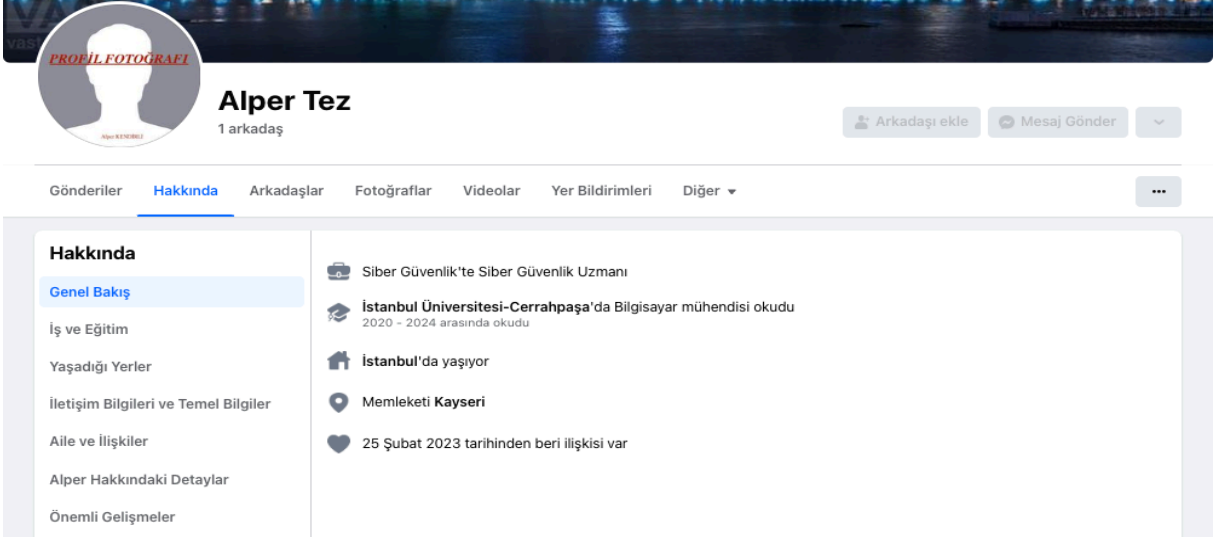 vast
PROFİL FOTOĞRAFI
Alper Tez
1 arkadaş
Arkadaşı ekle
Mesaj Gönder
Gönderiler
Hakkında
Arkadaşlar
Fotoğraflar
Videolar
Yer Bildirimleri
Diğer
Hakkında
Genel Bakış
İş ve Eğitim
Yaşadığı Yerler
İletişim Bilgileri ve Temel Bilgiler
Aile ve İlişkiler
Alper Hakkındaki Detaylar
Önemli Gelişmeler
Siber Güvenlik'te Siber Güvenlik Uzmanı
İstanbul Üniversitesi-Cerrahpaşa'da Bilgisayar mühendisi okudu
2020 - 2024 arasında okudu
İstanbul'da yaşıyor
Memleketi Kayseri
25 Şubat 2023 tarihinden beri ilişkisi var